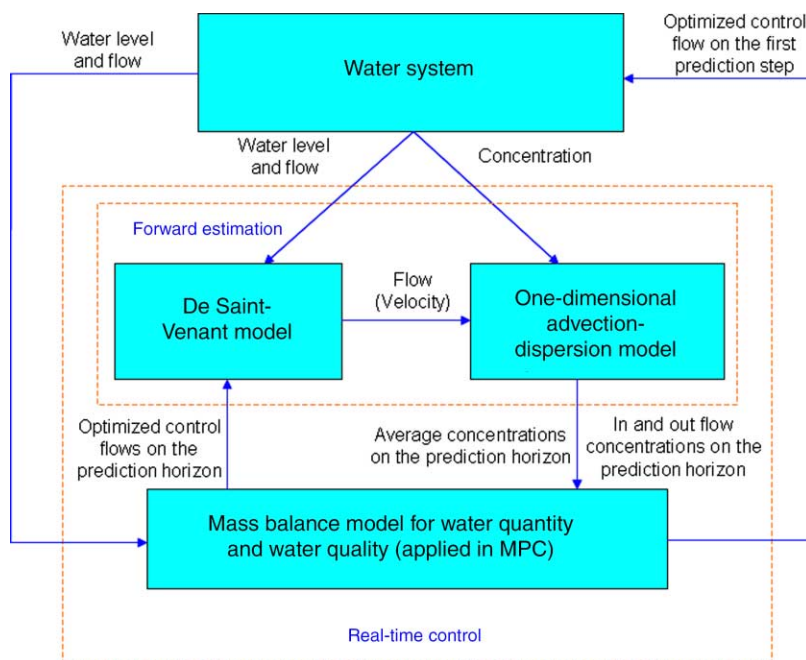 Water level
and flow
Water system
Optimized control
flow on the first
prediction step
Water level
and flow
Concentration
Forward estimation
De Saint-
Venant model
Flow
(Velocity)
One-dimensional
advection-
dispersion model
Optimized control
flows on the
prediction horizon
Average concentrations
on the prediction horizon
In and out flow
concentrations on the
prediction horizon
Mass balance model for water quantity
and water quality (applied in MPC)
Real-time control